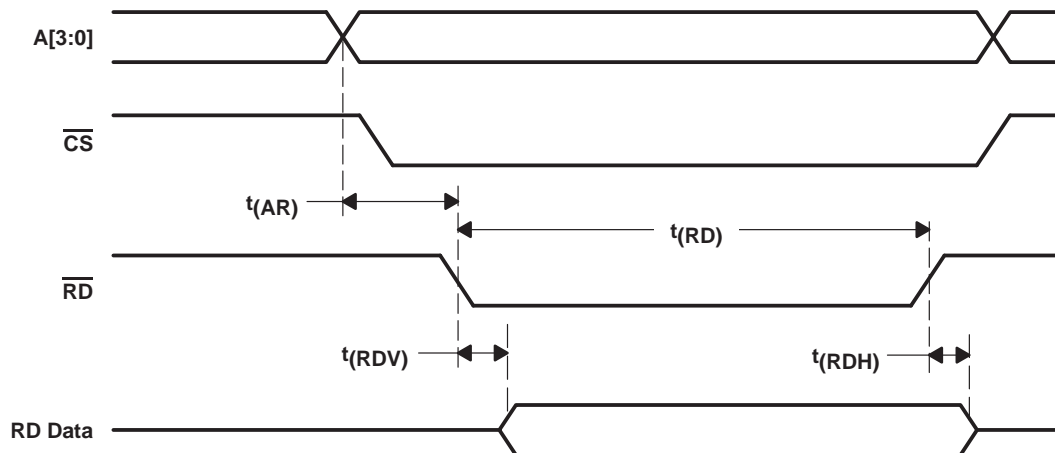 A[3:0]
CS
t(AR)
t(RD)
RD
t(RDV)
t(RDH)
RD Data